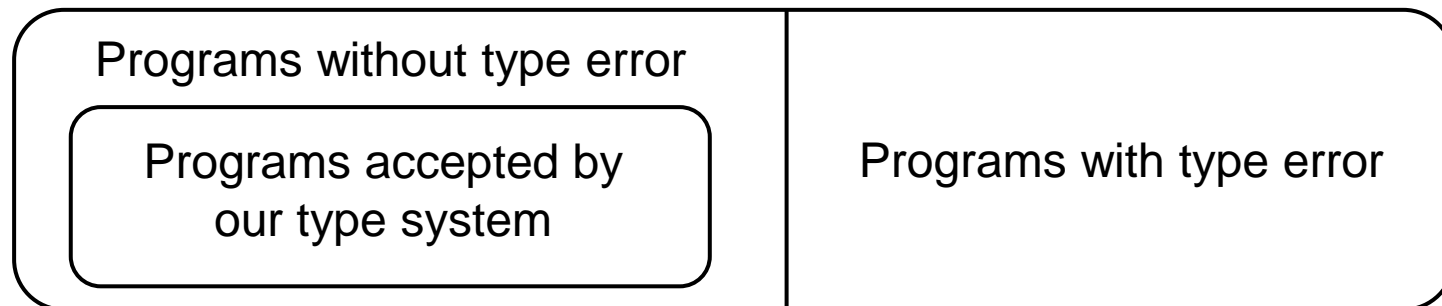 Programs without type error
Programs accepted by
our type system
Programs with type error